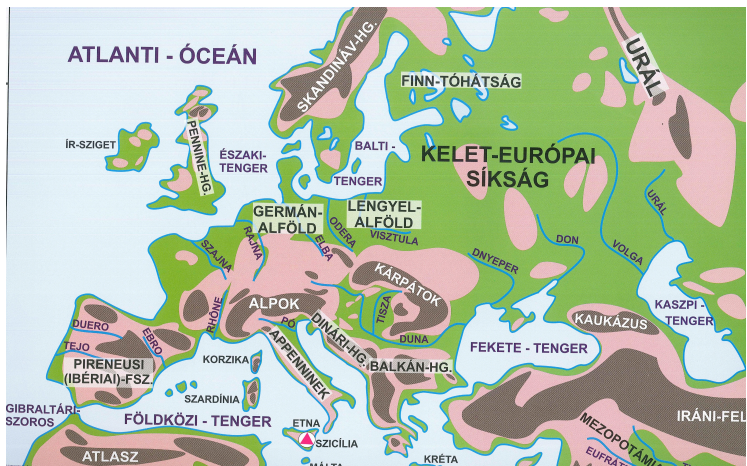 ATLANTI - ÓCEÁN
SKANDINÁV-HG.
URÁL
FINN-TÓHÁTSÁG
PENNINE-HG.
ÍR-SZIGET
ÉSZAKI-
TENGER
BALTI -
TENGER
KELET-EURÓPAI
SÍKSÁG
GERMÁN-
ALFÖLD
LENGYEL-
ALFÖLD
URÁL
SZAJNA
RAJNA
ELBA
ODERA
VISZTULA
DNYEPER
DON
VOLGA
KÁRPÁTOK
ALPOK
TISZA
KASZPI -
TENGER
RHÔNE
PÓ
DUERO
TEJO
EBRO
DINÁRI-HG.
DUNA
KAUKÁZUS
FEKETE - TENGER
PIRENEUSI
(IBÉRIAI)-FSZ.
KORZIKA
APPENNINEK
BALKÁN-HG.
SZARDÍNIA
GIBRALTÁRI-
SZOROS
FÖLDKÖZI - TENGER
ETNA
SZICÍLIA
IRÁNI-FEL
MEZOPOTÁMI
EUFRÁ
ATLASZ
MÁLTA
KRÉTA